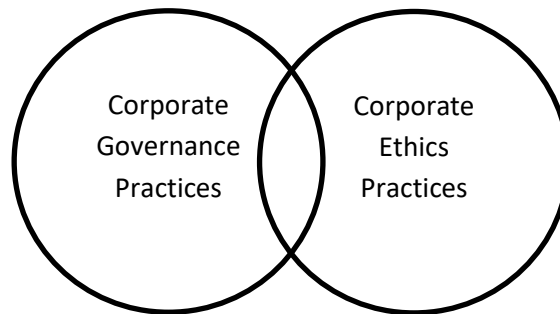 Corporate
Governance
Practices
Corporate
Ethics
Practices